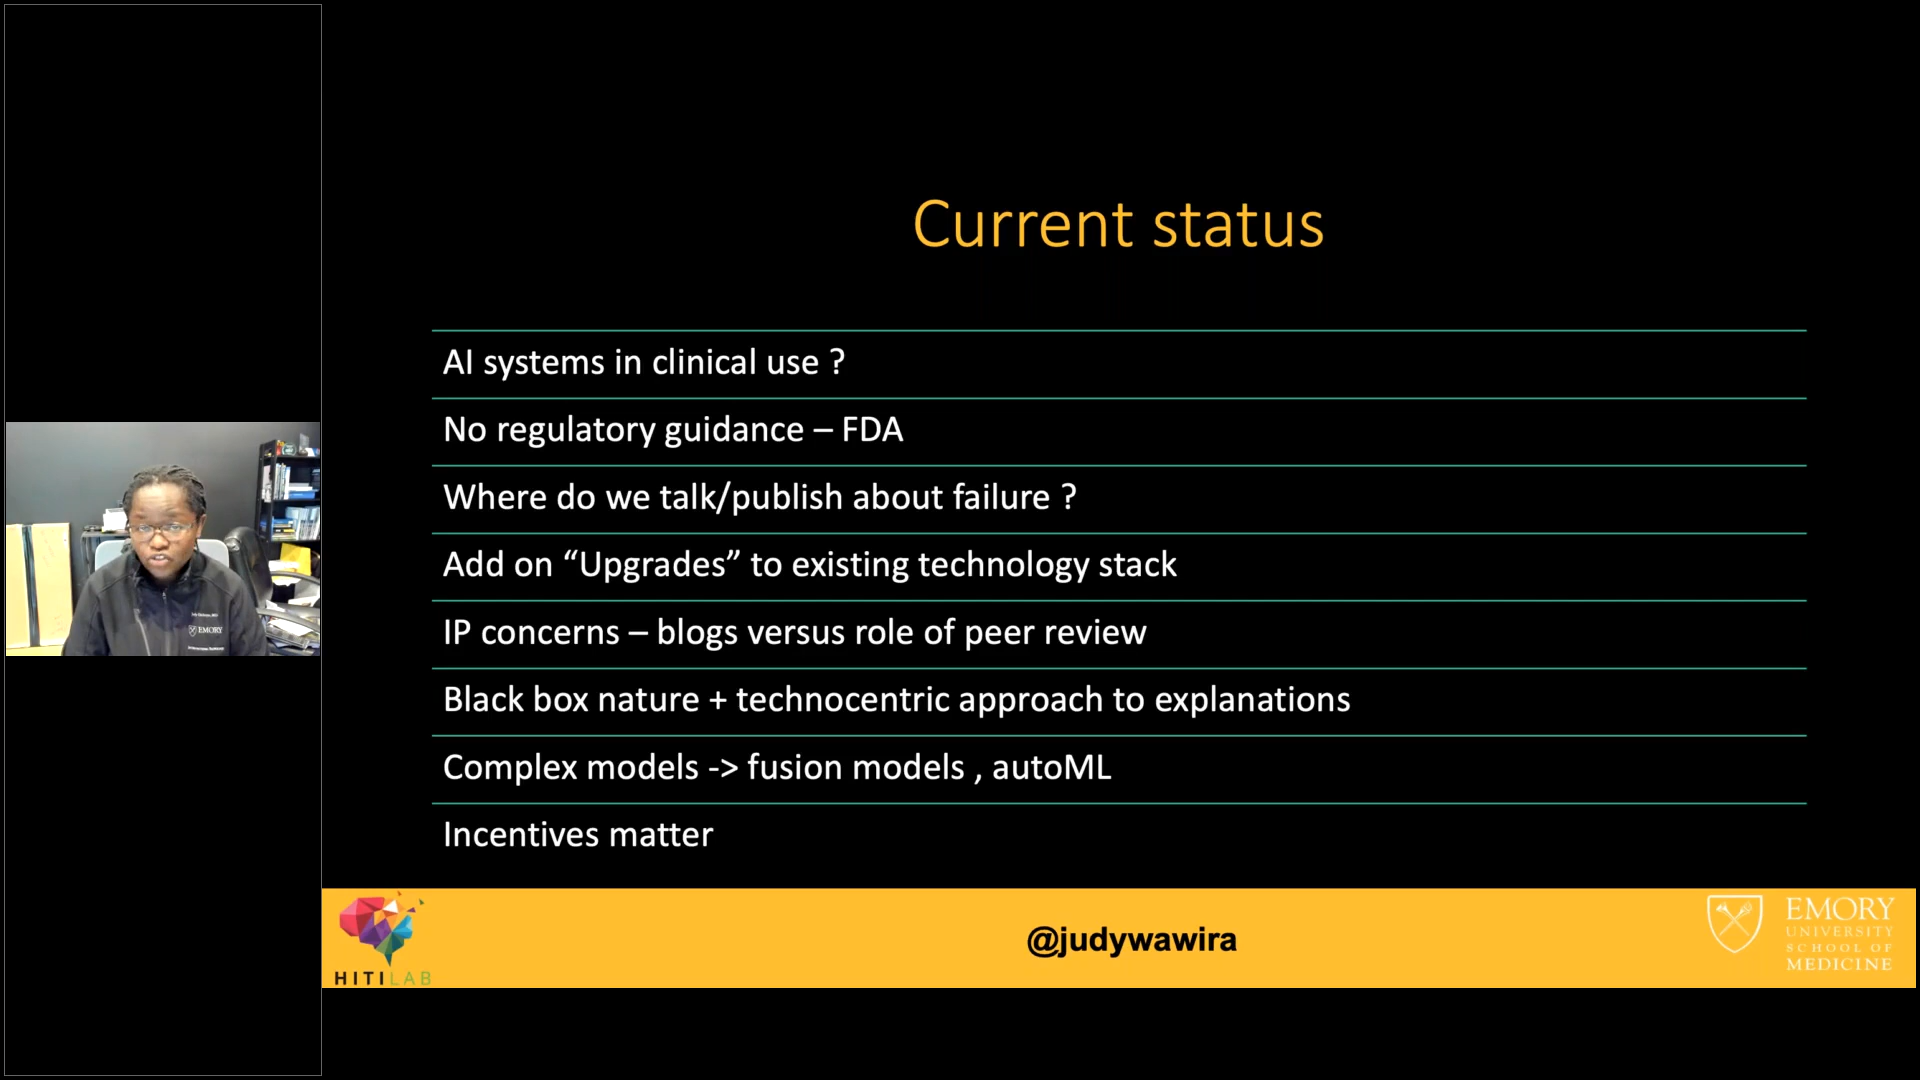 Current status
AI systems in clinical use ?
No regulatory guidance – FDA
Where do we talk/publish about failure ?
Add on “Upgrades” to existing technology stack
IP concerns – blogs versus role of peer review
Black box nature + technocentric approach to explanations
Complex models -> fusion models , autoML
Incentives matter
EMORY
HITILAB
@judywawira
EMORY
UNIVERSITY
SCHOOL OF
MEDICINE